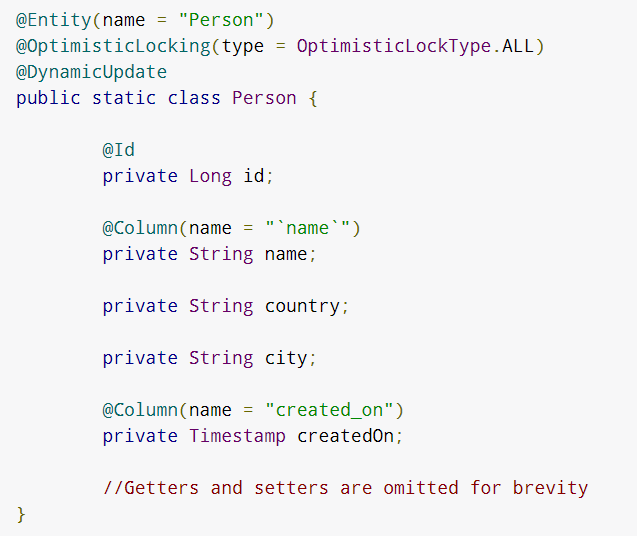 @Entity(name = "Person")
@OptimisticLocking(type = OptimisticLockType.ALL)
@DynamicUpdate
public static class Person {
@Id
private Long id;
@Column(name = "`name`")
private String name;
private String country;
private String city;
@Column(name = "created_on")
private Timestamp createdOn;
//Getters and setters are omitted for brevity
}